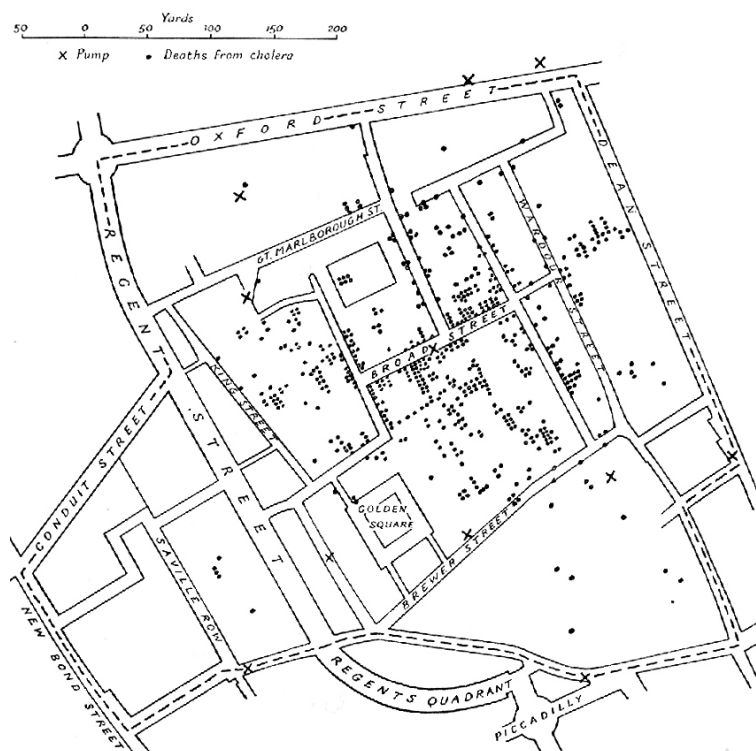 Yards
50 0 50 100 150 200
× Pump • Deaths from cholera
OXFORD STREET
DEAN STREET
REGENT STREET
GT. MARLBOROUGH ST.
WARDOUR STREET
BROAD STREET
KING STREET
CONDUIT STREET
GOLDEN
SQUARE
SAVILLE ROW
BREWER STREET
NEW BOND STREET
REGENTS QUADRANT
PICCADILLY